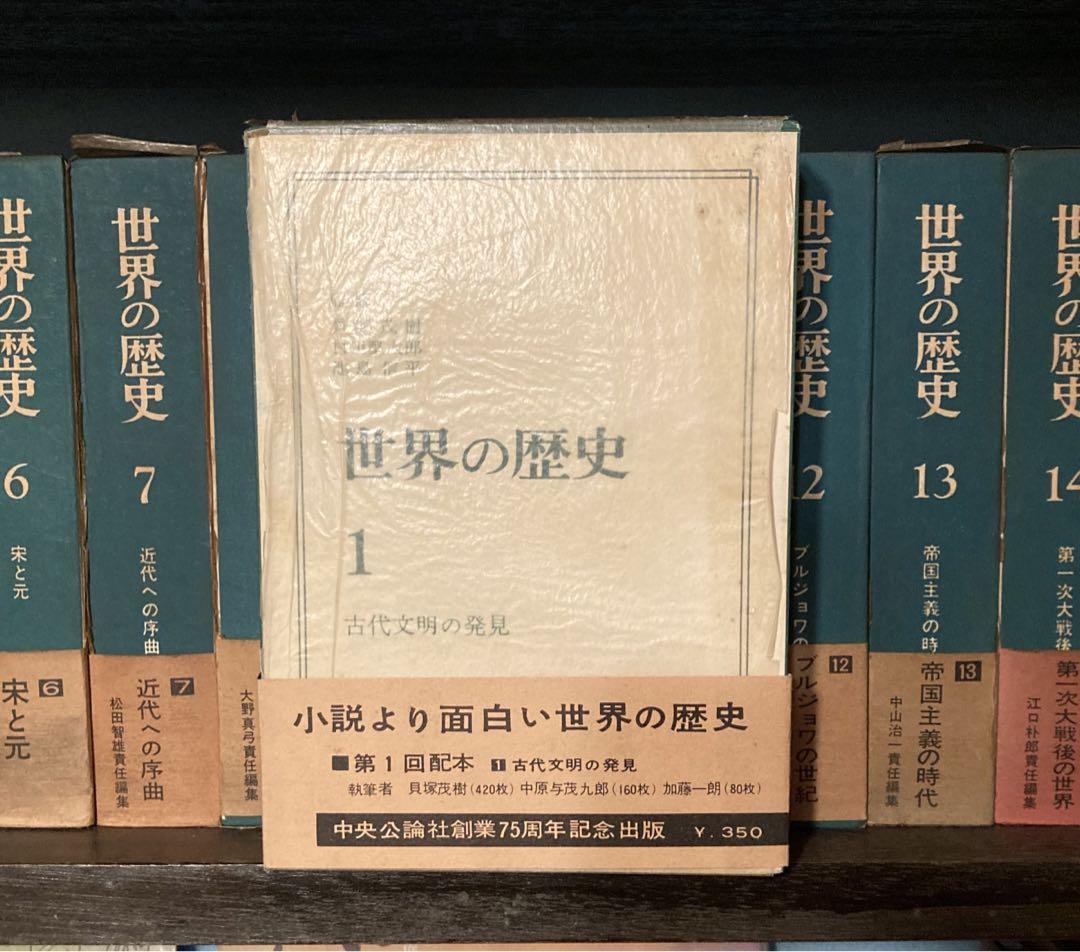 世界の歴史
6
宋と元
6
宋と元
世界の歴史
7
近代への序曲
7
近代への序曲
松田智雄責任編集
大野真弓責任編集
世界の歴史
1
古代文明の発見
小説より面白い世界の歴史
■第1回配本 1 古代文明の発見
執筆者 貝塚茂樹(420枚)中原与茂九郎(160枚)加藤一朗(80枚)
中央公論社創業75周年記念出版 ¥.350
世界の歴史
12
ブルジョワの
12
ブルジョワの世紀
世界の歴史
13
帝国主義の時
13
帝国主義の時代
中山治一責任編集
世界の歴史
14
第一次大戦後
第一次大戦後の世界
江口朴郎責任編集